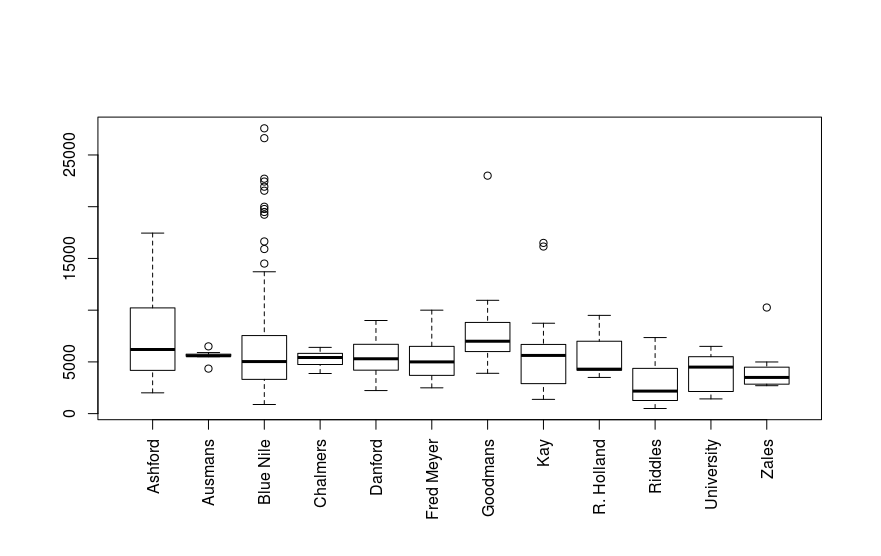 25000
15000
5000
0
Ashford
Ausmans
Blue Nile
Chalmers
Danford
Fred Meyer
Goodmans
Kay
R. Holland
Riddles
University
Zales